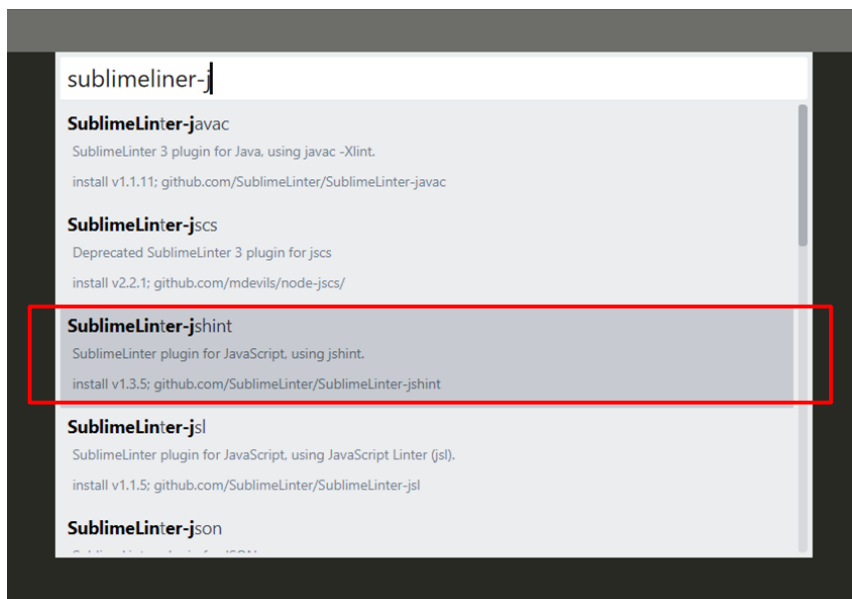 sublimeliner-j
SublimeLinter-javac
SublimeLinter 3 plugin for Java, using javac -Xlint.
install v1.1.11; github.com/SublimeLinter/SublimeLinter-javac
SublimeLinter-jscs
Deprecated SublimeLinter 3 plugin for jscs
install v2.2.1; github.com/mdevils/node-jscs/
SublimeLinter-jshint
SublimeLinter plugin for JavaScript, using jshint.
install v1.3.5; github.com/SublimeLinter/SublimeLinter-jshint
SublimeLinter-jsl
SublimeLinter plugin for JavaScript, using JavaScript Linter (jsl).
install v1.1.5; github.com/SublimeLinter/SublimeLinter-jsl
SublimeLinter-json